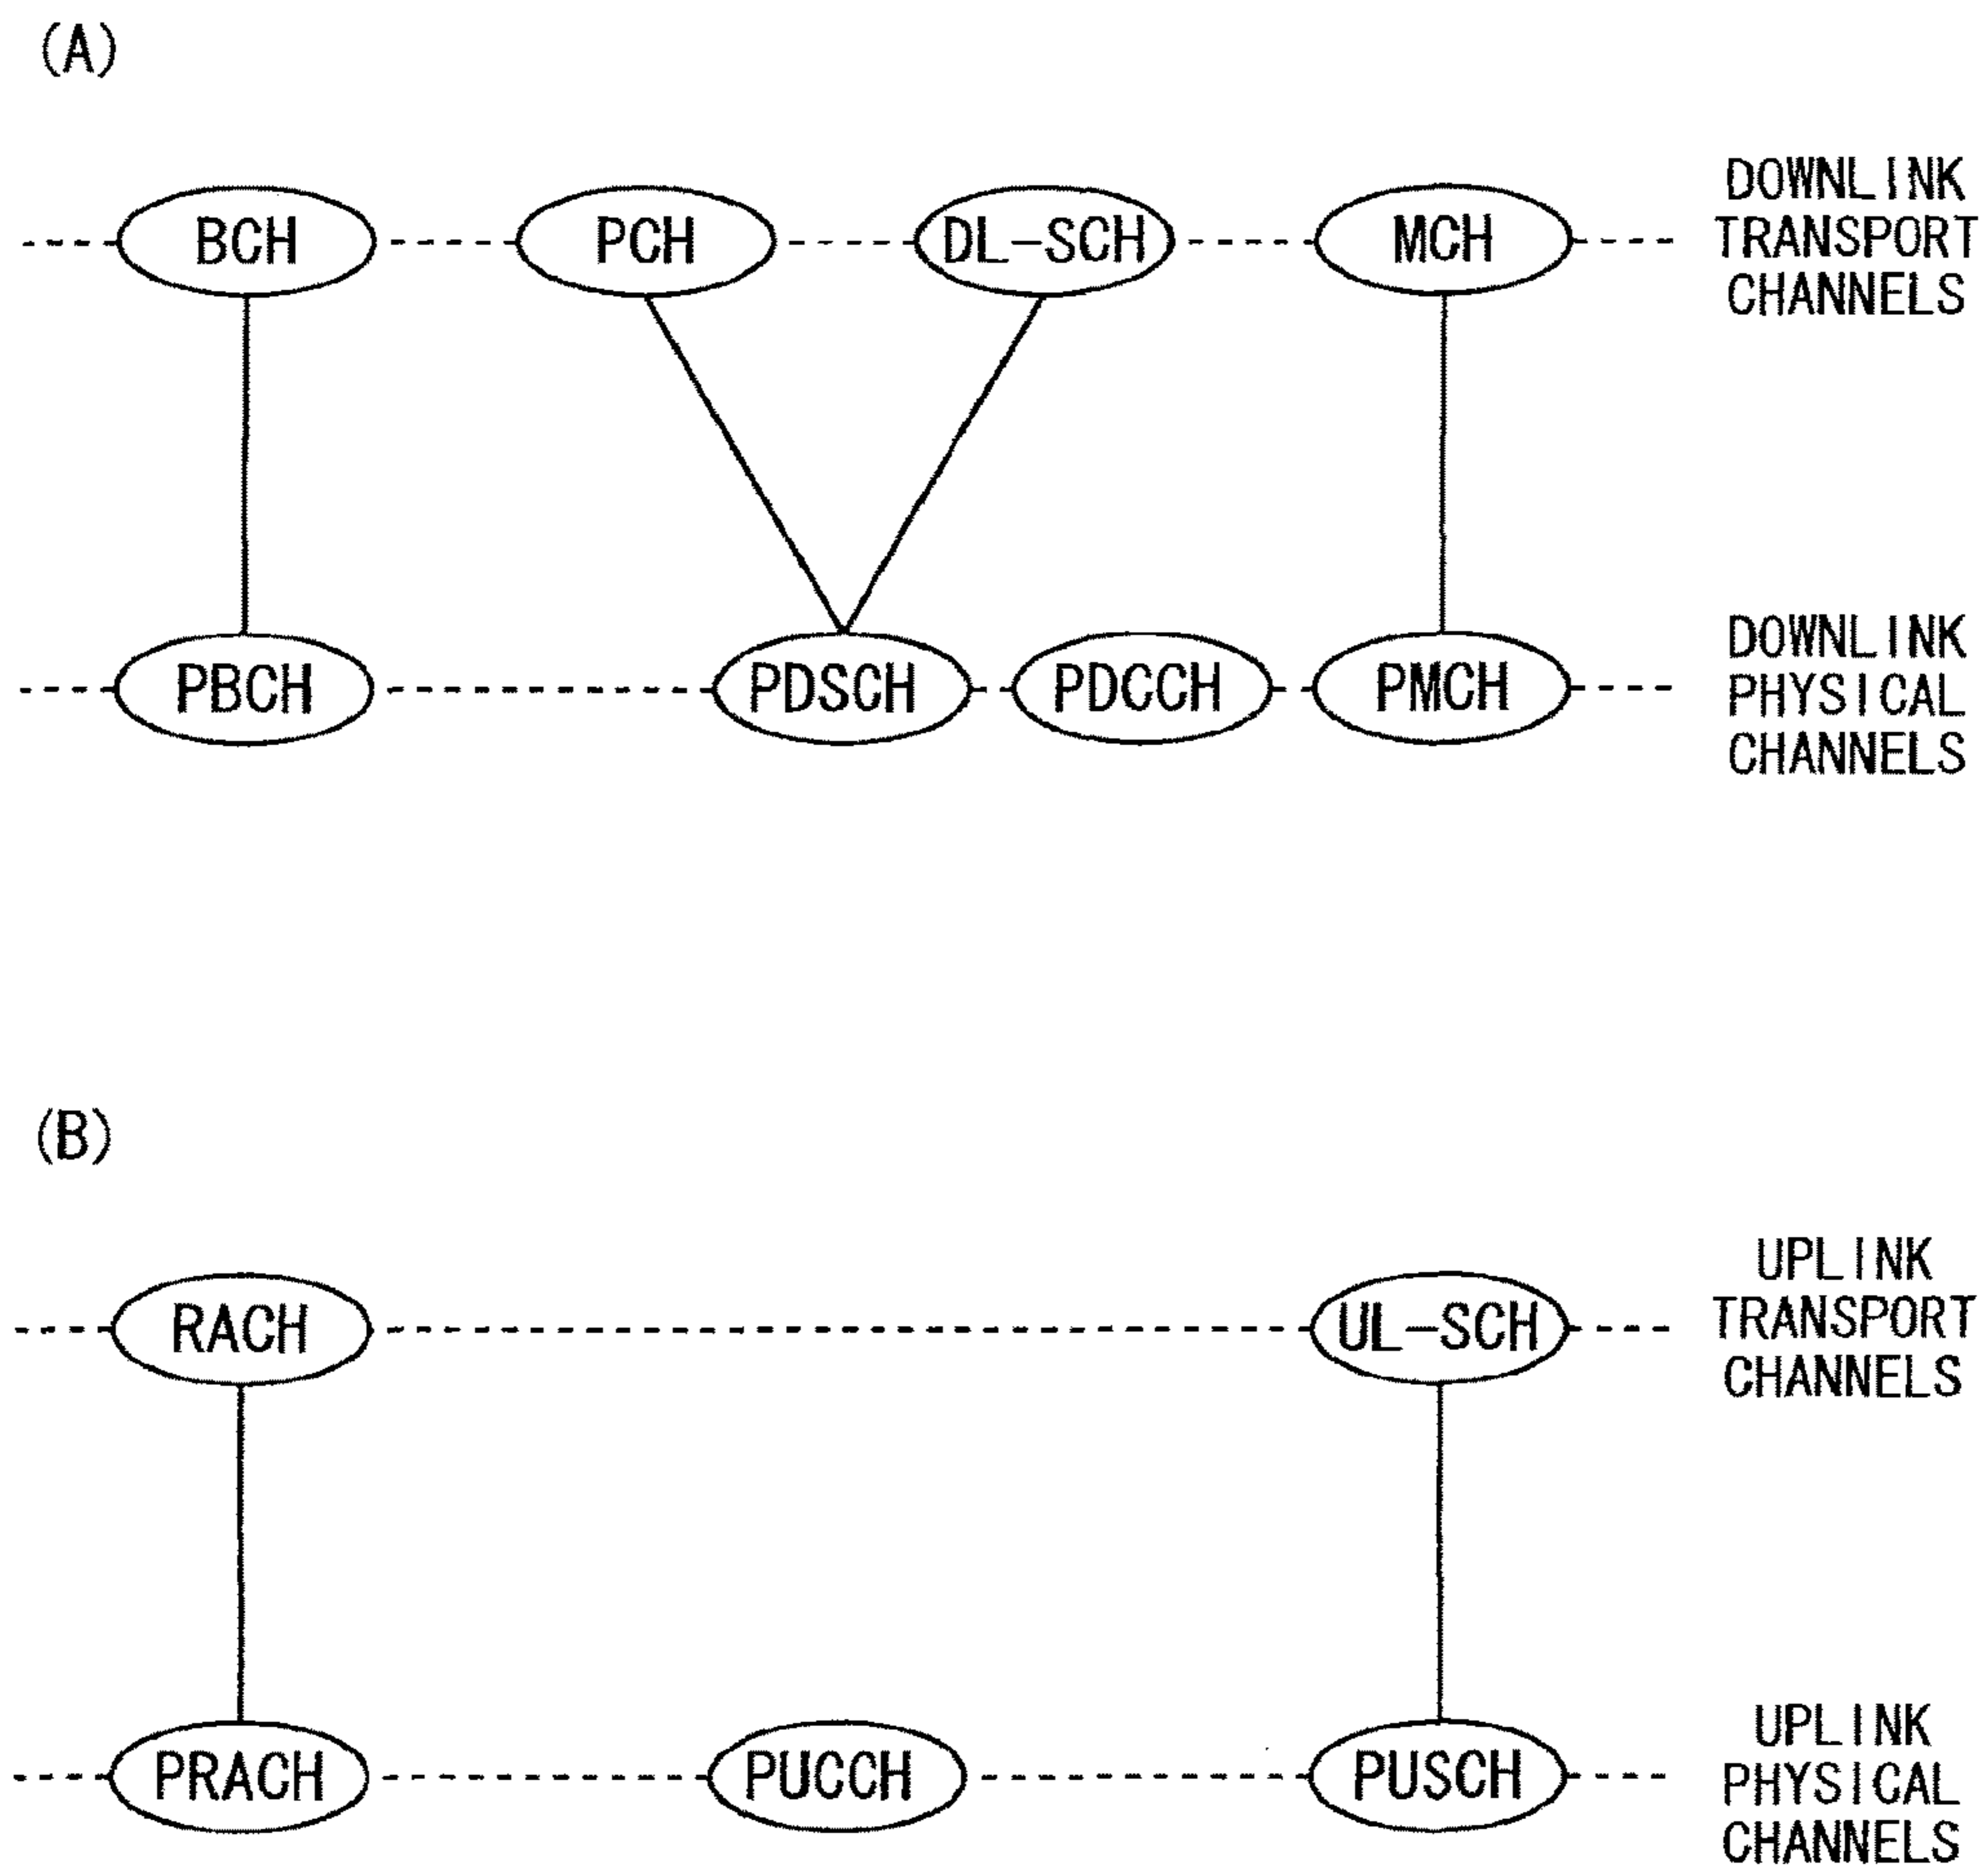 (A)
BCH PCH DL-SCH MCH
DOWNLINK
TRANSPORT
CHANNELS
PBCH PDSCH PDCCH PMCH
DOWNLINK
PHYSICAL
CHANNELS
(B)
RACH UL-SCH
UPLINK
TRANSPORT
CHANNELS
PRACH PUCCH PUSCH
UPLINK
PHYSICAL
CHANNELS